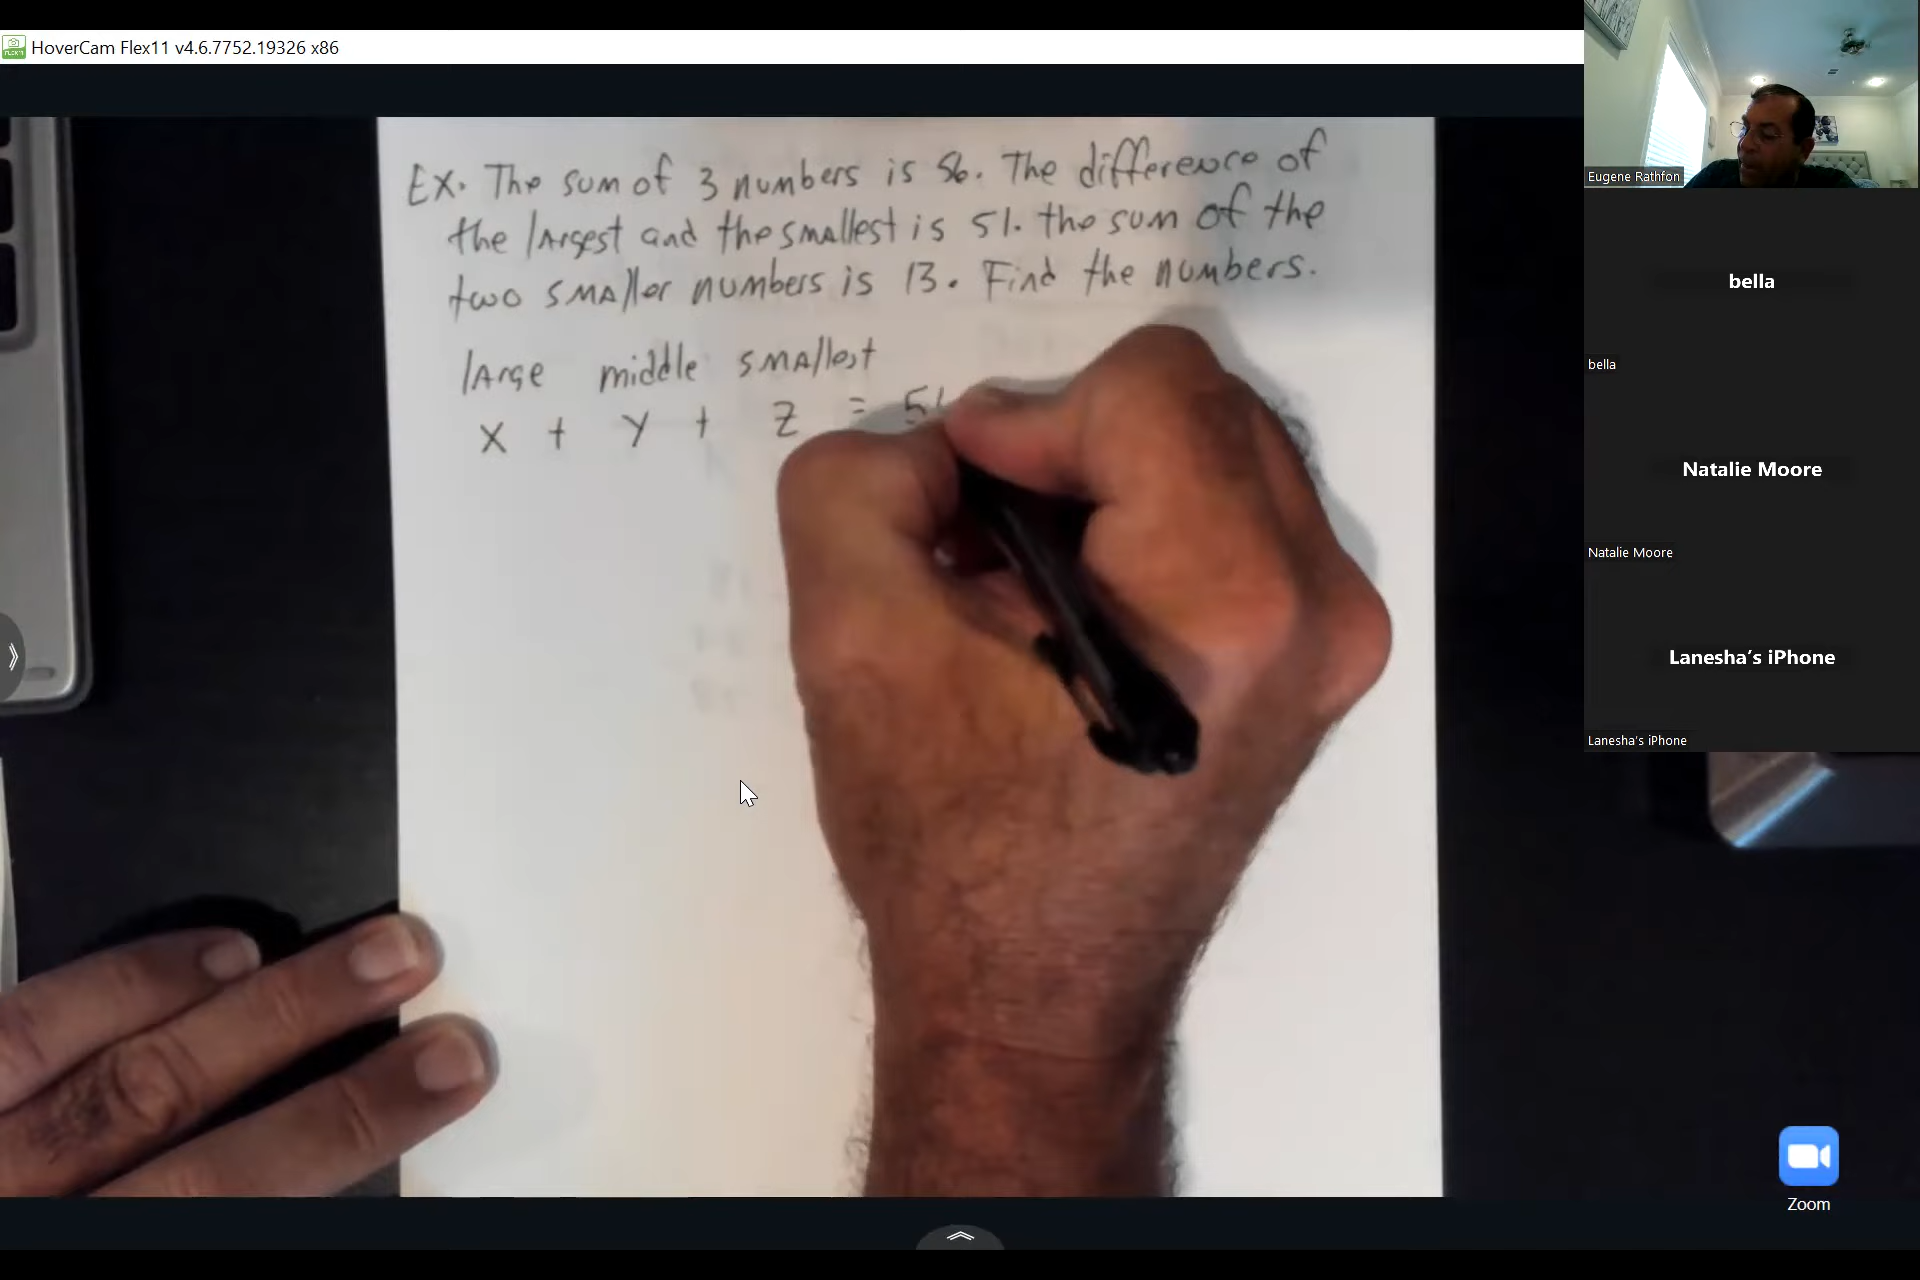 HoverCam Flex11 v4.6.7752.19326 x86
Ex. The sum of 3 numbers is 56. The difference of
the largest and the smallest is 51. the sum of the
two smaller numbers is 13. Find the numbers.
large middle smallest
x + y + z = 56
Eugene Rathfon
bella
bella
Natalie Moore
Natalie Moore
Lanesha's iPhone
Lanesha's iPhone
Zoom